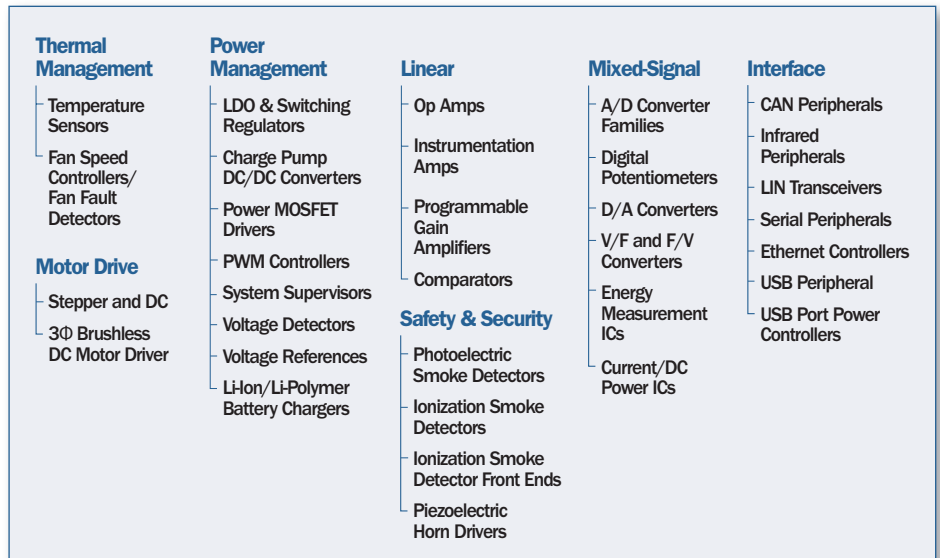 Thermal
Management
Temperature
Sensors
Fan Speed
Controllers/
Fan Fault
Detectors
Motor Drive
Stepper and DC
3Φ Brushless
DC Motor Driver
Power
Management
LDO & Switching
Regulators
Charge Pump
DC/DC Converters
Power MOSFET
Drivers
PWM Controllers
System Supervisors
Voltage Detectors
Voltage References
Li-Ion/Li-Polymer
Battery Chargers
Linear
Op Amps
Instrumentation
Amps
Programmable
Gain
Amplifiers
Comparators
Safety & Security
Photoelectric
Smoke Detectors
Ionization Smoke
Detectors
Ionization Smoke
Detector Front Ends
Piezoelectric
Horn Drivers
Mixed-Signal
A/D Converter
Families
Digital
Potentiometers
D/A Converters
V/F and F/V
Converters
Energy
Measurement
ICs
Current/DC
Power ICs
Interface
CAN Peripherals
Infrared
Peripherals
LIN Transceivers
Serial Peripherals
Ethernet Controllers
USB Peripheral
USB Port Power
Controllers